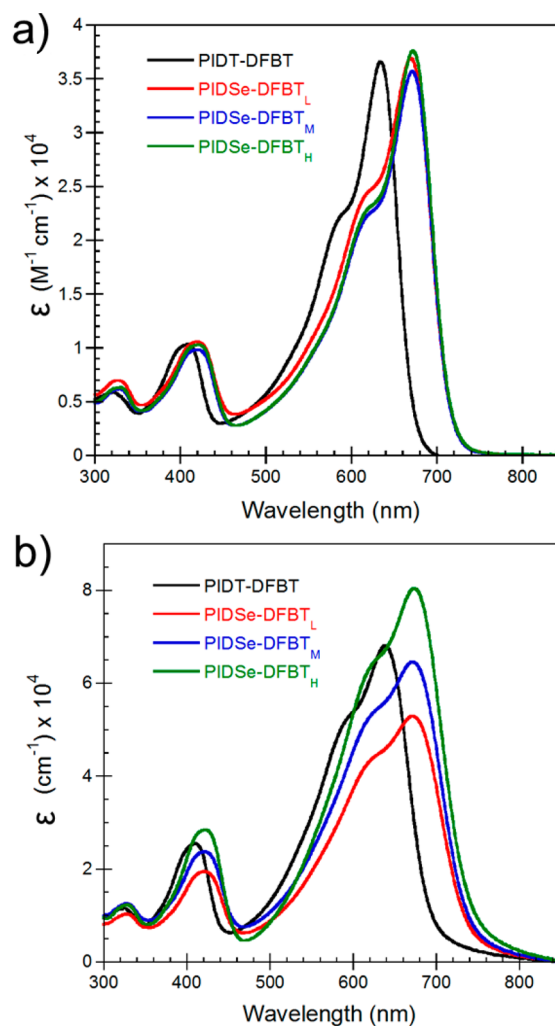 a)
4
3.5
3
2.5
2
1.5
1
0.5
0
ε (M⁻¹ cm⁻¹) x 10⁴
PIDT-DFBT
PIDSe-DFBT_L
PIDSe-DFBT_M
PIDSe-DFBT_H
300 400 500 600 700 800
Wavelength (nm)
b)
8
6
4
2
0
ε (cm⁻¹) x 10⁴
PIDT-DFBT
PIDSe-DFBT_L
PIDSe-DFBT_M
PIDSe-DFBT_H
300 400 500 600 700 800
Wavelength (nm)